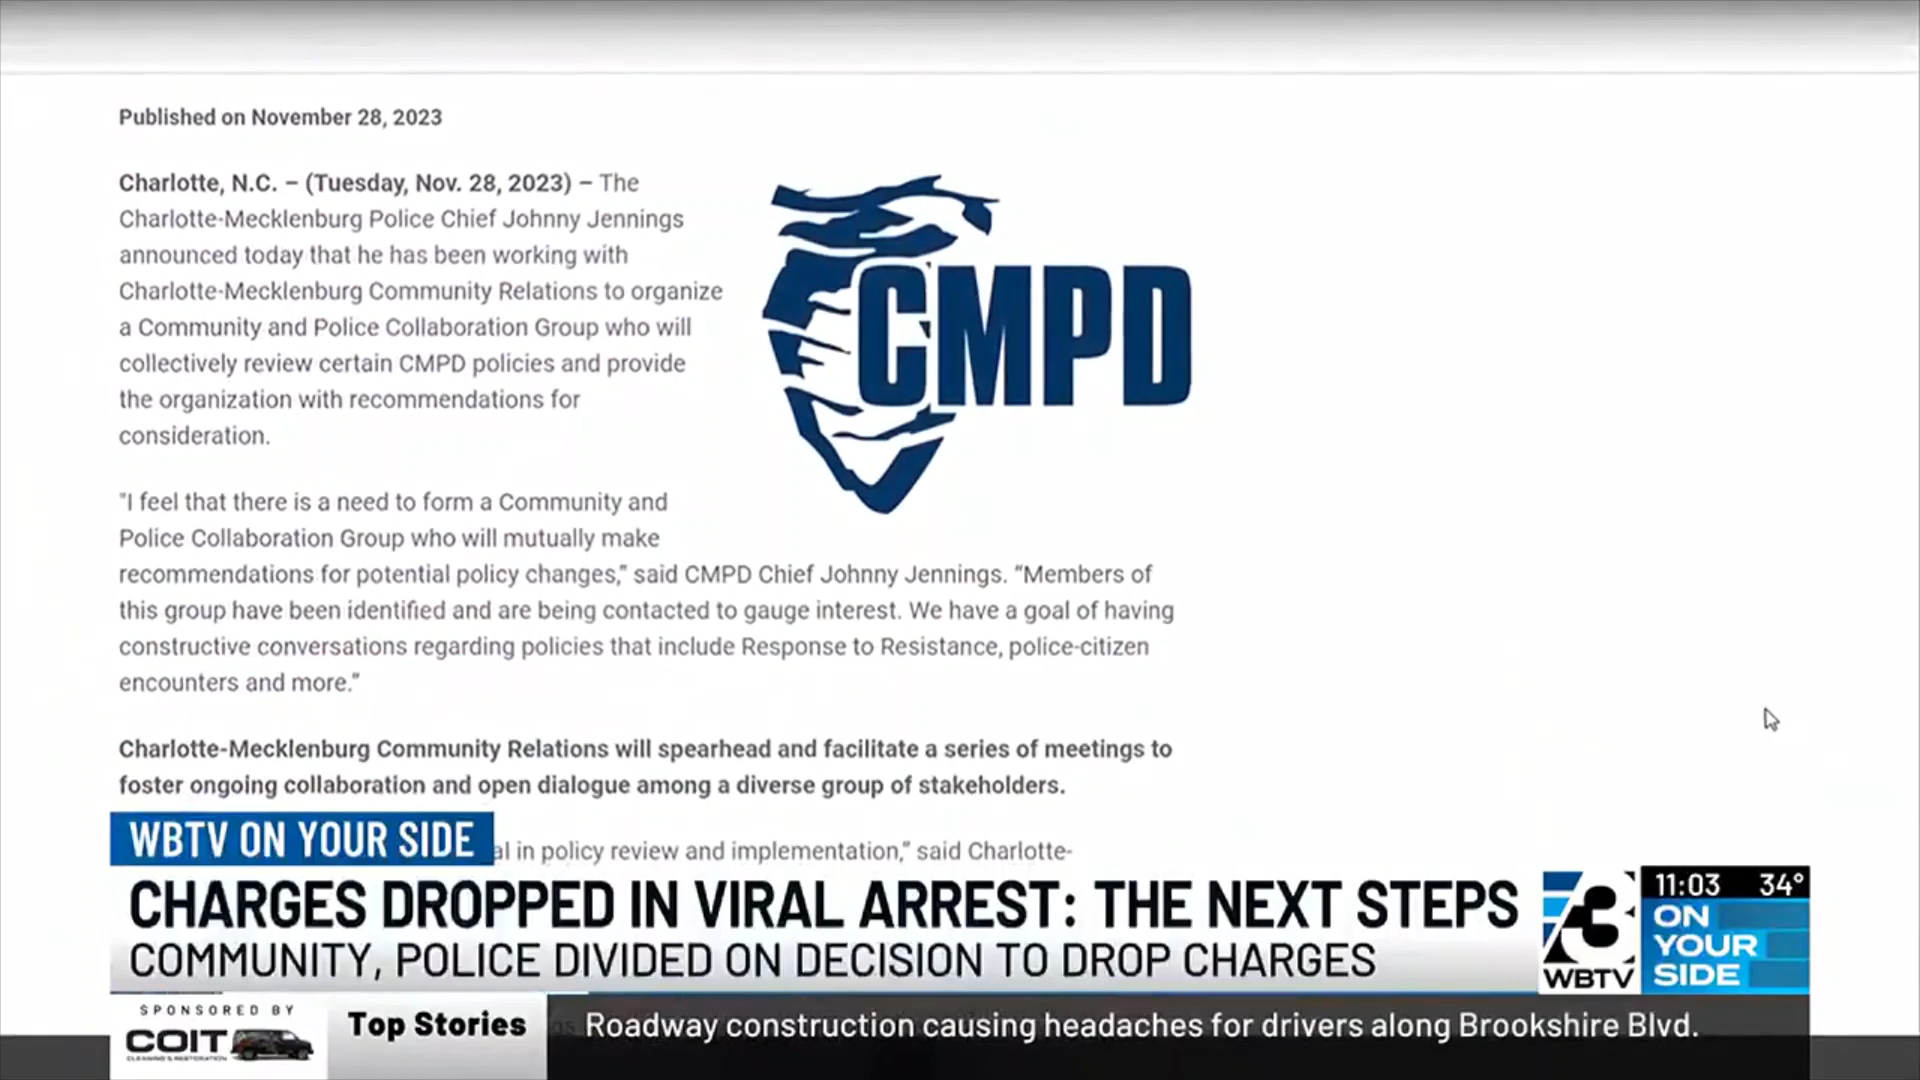 Published on November 28, 2023
Charlotte, N.C. – (Tuesday, Nov. 28, 2023) – The
Charlotte-Mecklenburg Police Chief Johnny Jennings
announced today that he has been working with
Charlotte-Mecklenburg Community Relations to organize
a Community and Police Collaboration Group who will
collectively review certain CMPD policies and provide
the organization with recommendations for
consideration.
CMPD
"I feel that there is a need to form a Community and
Police Collaboration Group who will mutually make
recommendations for potential policy changes,” said CMPD Chief Johnny Jennings. “Members of
this group have been identified and are being contacted to gauge interest. We have a goal of having
constructive conversations regarding policies that include Response to Resistance, police-citizen
encounters and more.”
Charlotte-Mecklenburg Community Relations will spearhead and facilitate a series of meetings to
foster ongoing collaboration and open dialogue among a diverse group of stakeholders.
WBTV ON YOUR SIDE
in policy review and implementation,” said Charlotte-
CHARGES DROPPED IN VIRAL ARREST: THE NEXT STEPS
COMMUNITY, POLICE DIVIDED ON DECISION TO DROP CHARGES
3
WBTV
11:03 34°
ON
YOUR
SIDE
SPONSORED BY
COIT
CLEANING & RESTORATION
Top Stories
Roadway construction causing headaches for drivers along Brookshire Blvd.